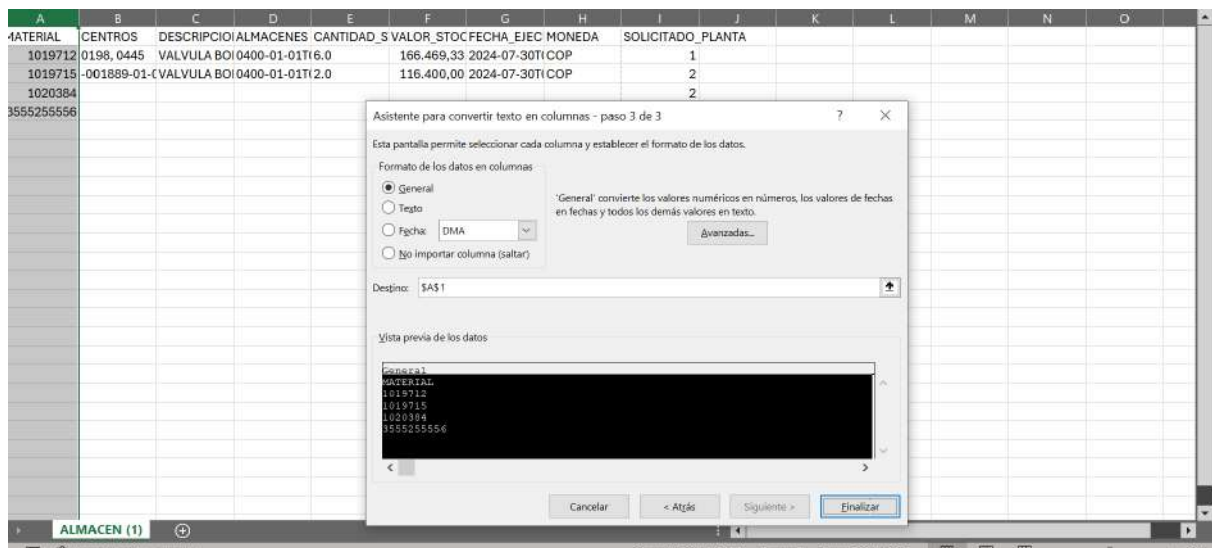 A B C D E F G H I J K L M N O
MATERIAL CENTROS DESCRIPCIOI ALMACENES CANTIDAD_S VALOR_STOC FECHA_EJEC MONEDA SOLICITADO_PLANTA
1019712 0198, 0445 VALVULA BOI 0400-01-01T( 6.0 166.469,33 2024-07-30T( COP 1
1019715 -001889-01-( VALVULA BOI 0400-01-01T( 2.0 116.400,00 2024-07-30T( COP 2
1020384 2
3555255556
Asistente para convertir texto en columnas - paso 3 de 3 ? ×
Esta pantalla permite seleccionar cada columna y establecer el formato de los datos.
Formato de los datos en columnas
General
Texto
Fecha: DMA
No importar columna (saltar)
'General' convierte los valores numéricos en números, los valores de fechas
en fechas y todos los demás valores en texto.
Avanzadas...
Destino: $A$1
Vista previa de los datos
General
MATERIAL
1019712
1019715
1020384
3555255556
Cancelar < Atrás Siguiente > Finalizar
ALMACEN (1)